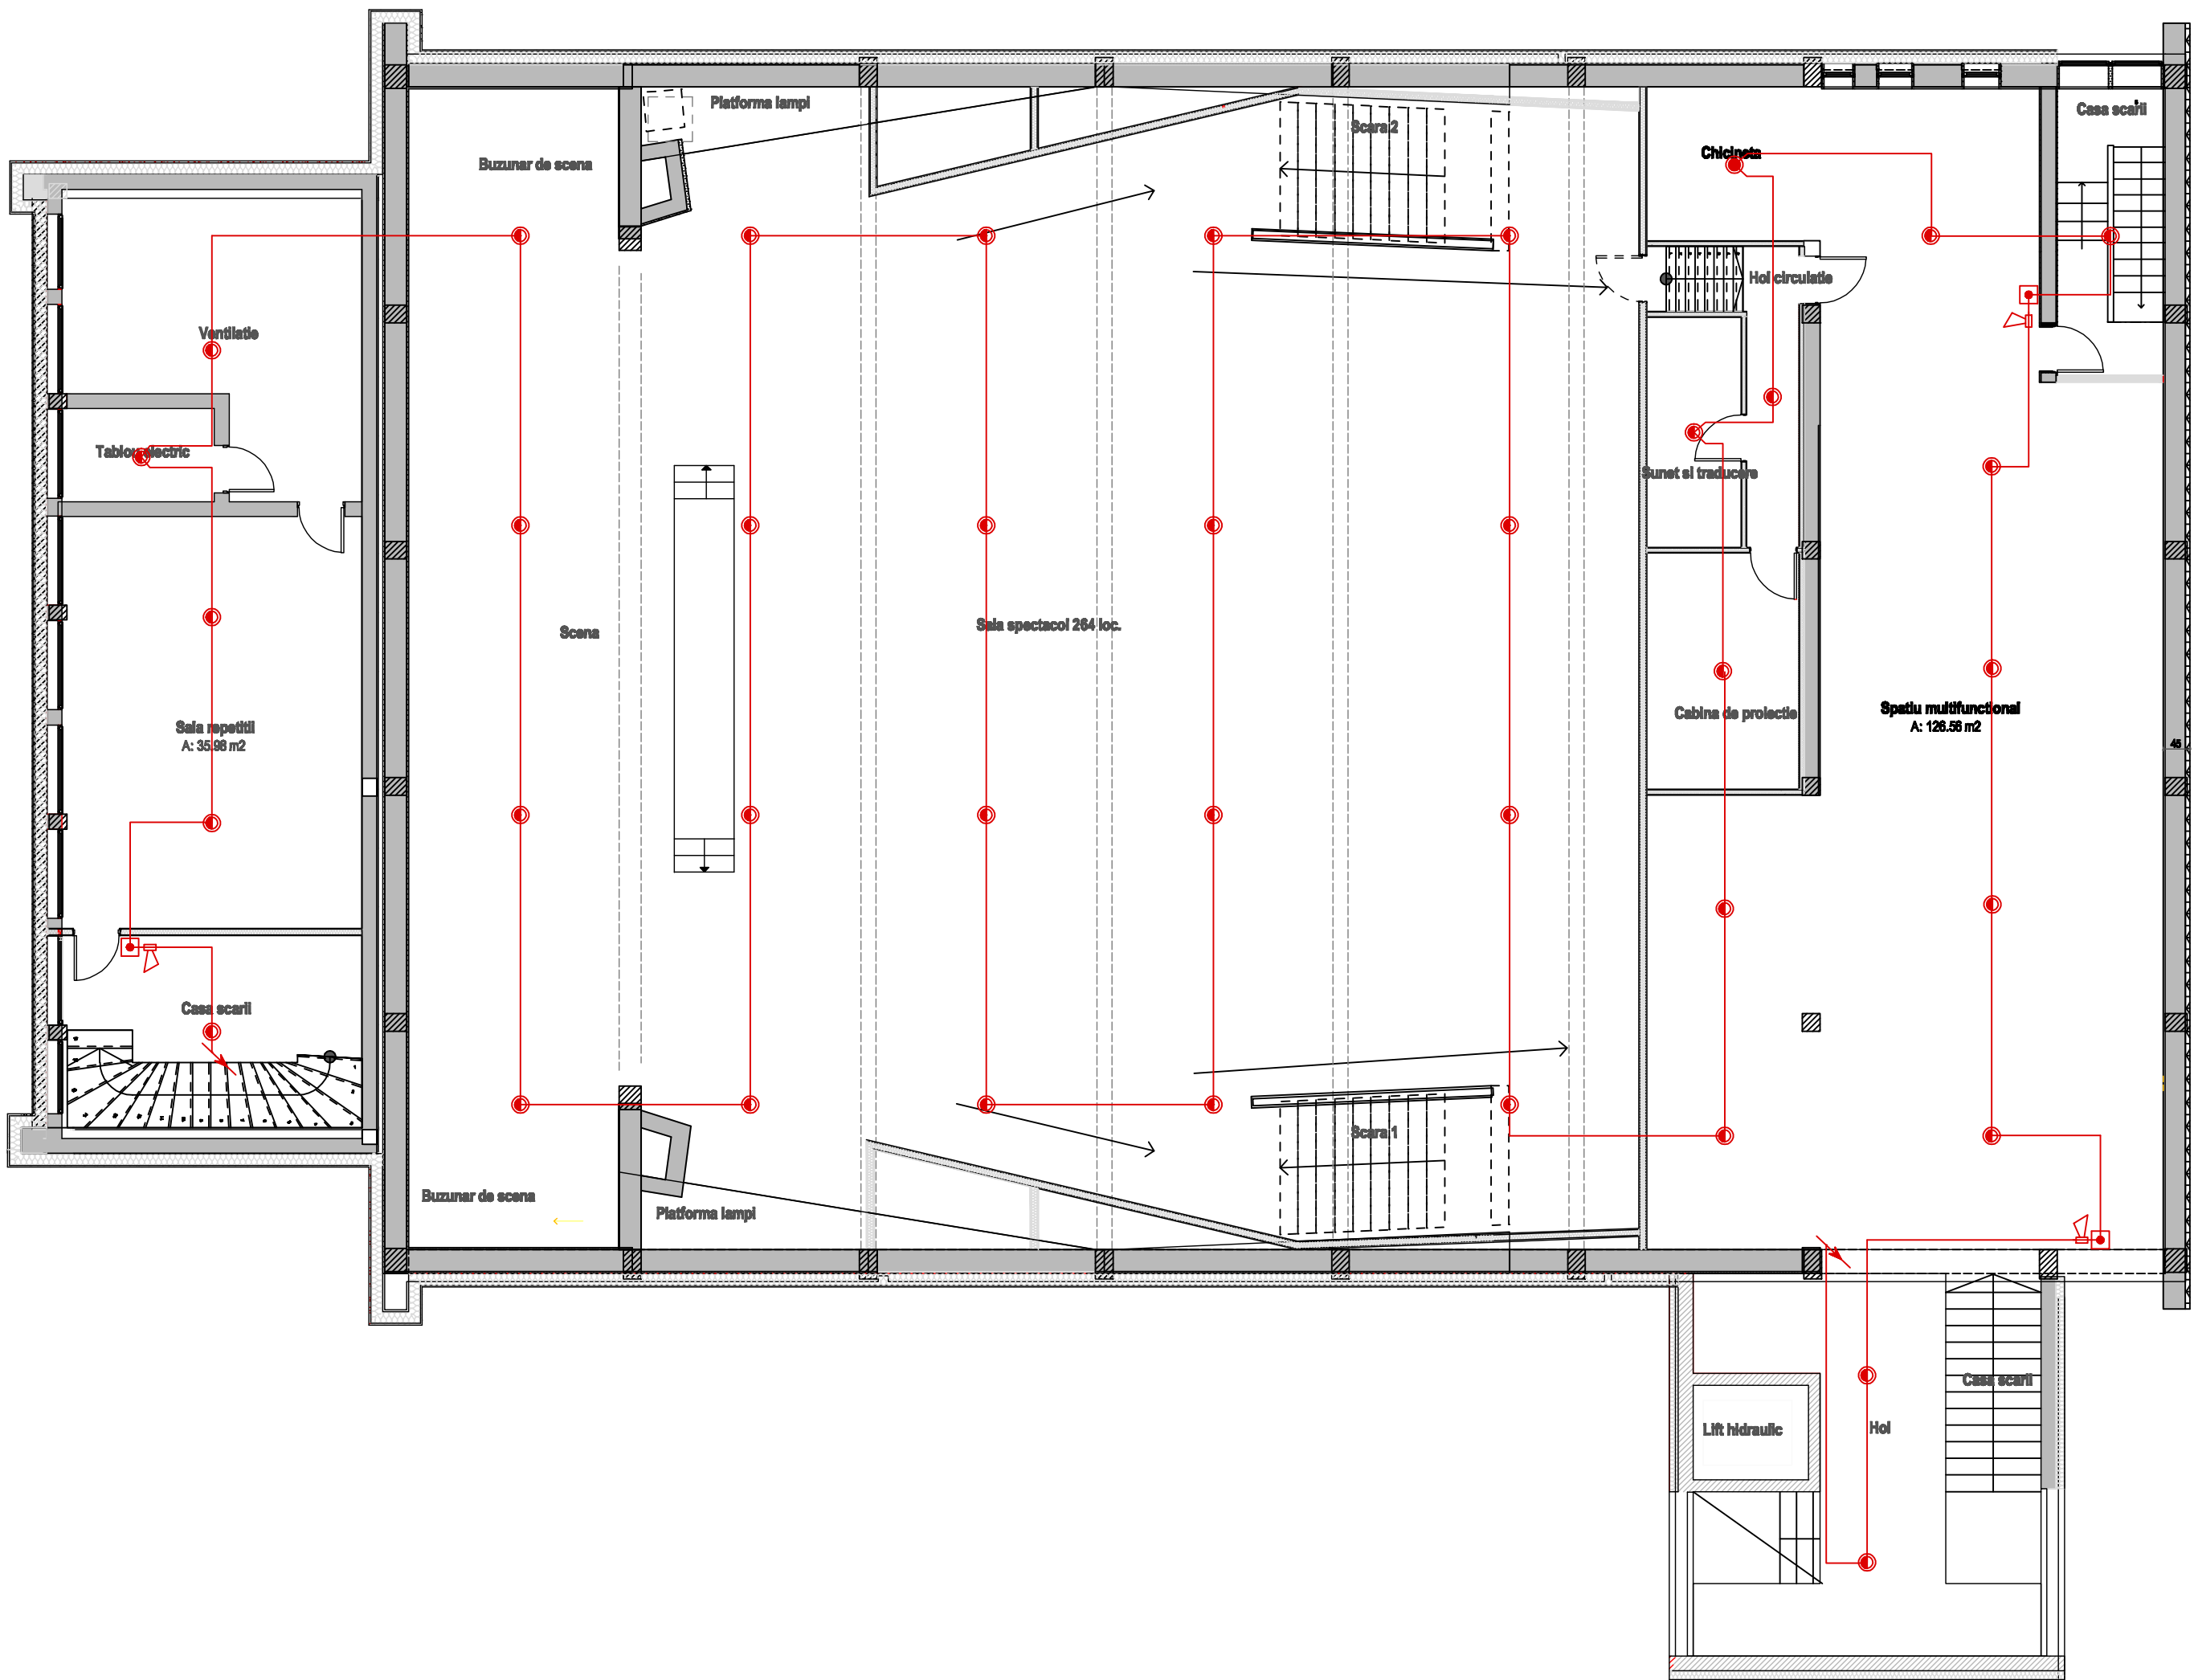 Platforma lampi
Casa scarii
Scara 2
Chicineta
Buzunar de scena
Hol circulatie
Ventilatie
Tablou electric
Sunet si traducere
Sala spectacol 264 loc.
Scena
Sala repetitii
A: 35.98 m2
Cabina de proiectie
Spatiu multifunctional
A: 126.56 m2
45
Casa scarii
Scara 1
Buzunar de scena
Platforma lampi
Casa scarii
Lift hidraulic
Hol